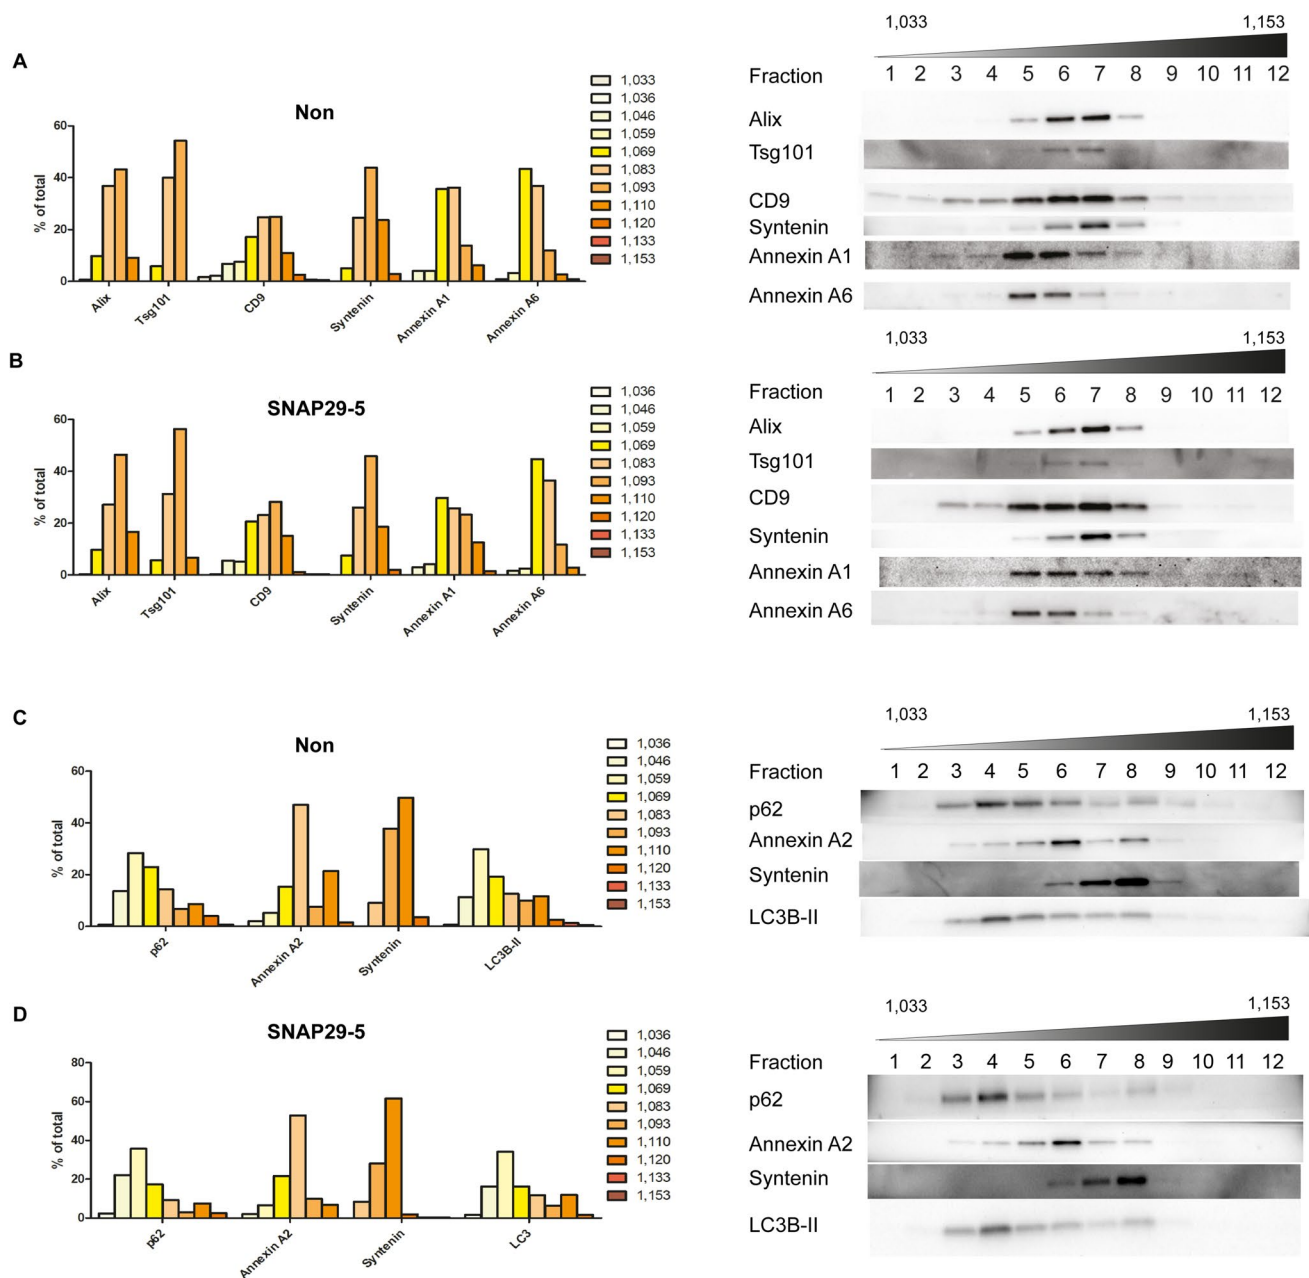 A
Non
% of total
60
40
20
0
Alix
Tsg101
CD9
Syntenin
Annexin A1
Annexin A6
1,033
1,036
1,046
1,059
1,069
1,083
1,093
1,110
1,120
1,133
1,153
1,033 1,153
Fraction 1 2 3 4 5 6 7 8 9 10 11 12
Alix
Tsg101
CD9
Syntenin
Annexin A1
Annexin A6
B
SNAP29-5
% of total
60
40
20
0
Alix
Tsg101
CD9
Syntenin
Annexin A1
Annexin A6
1,036
1,046
1,059
1,069
1,083
1,093
1,110
1,120
1,133
1,153
1,033 1,153
Fraction 1 2 3 4 5 6 7 8 9 10 11 12
Alix
Tsg101
CD9
Syntenin
Annexin A1
Annexin A6
C
Non
% of total
60
40
20
0
p62
Annexin A2
Syntenin
LC3B-II
1,036
1,046
1,059
1,069
1,083
1,093
1,110
1,120
1,133
1,153
1,033 1,153
Fraction 1 2 3 4 5 6 7 8 9 10 11 12
p62
Annexin A2
Syntenin
LC3B-II
D
SNAP29-5
% of total
80
60
40
20
0
p62
Annexin A2
Syntenin
LC3
1,036
1,046
1,059
1,069
1,083
1,093
1,110
1,120
1,133
1,153
1,033 1,153
Fraction 1 2 3 4 5 6 7 8 9 10 11 12
p62
Annexin A2
Syntenin
LC3B-II